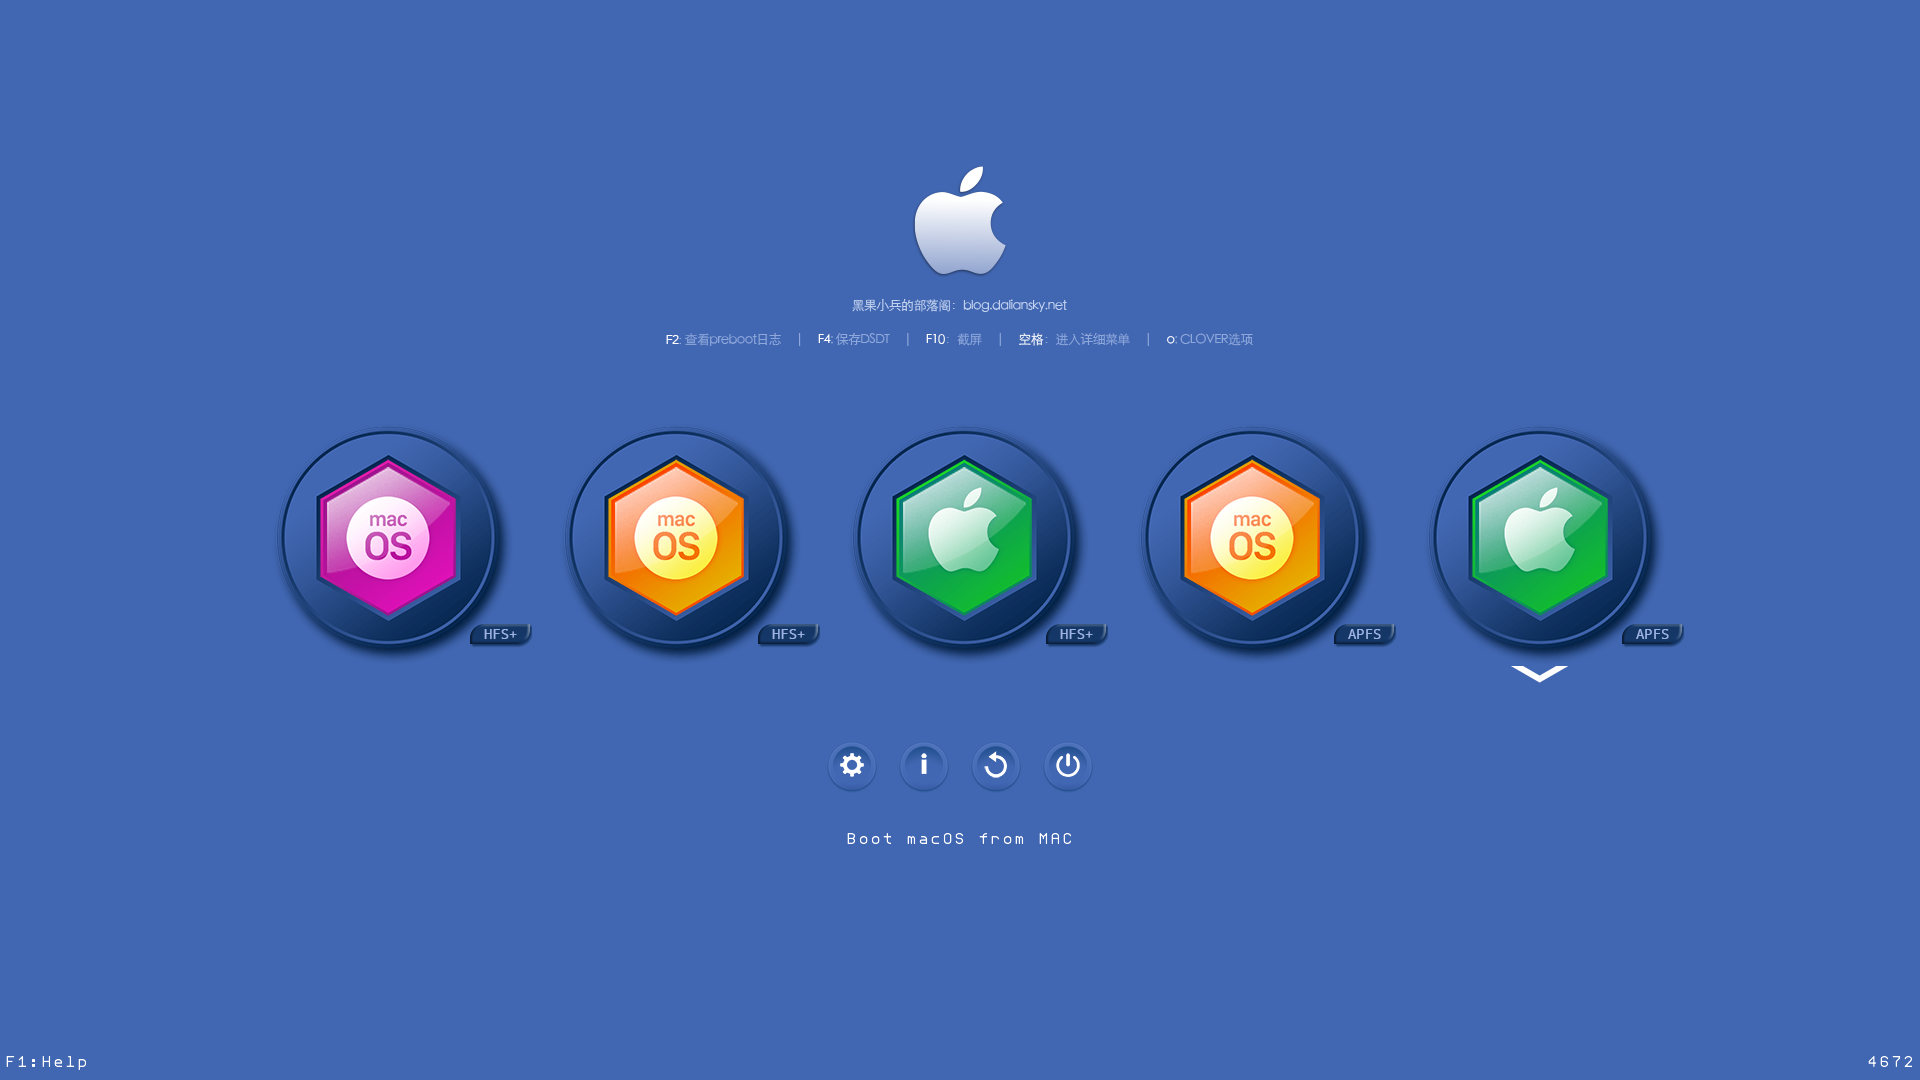 黑果小兵的部落阁：blog.daliansky.net
F2: 查看preboot日志 | F4: 保存DSDT | F10: 截屏 | 空格: 进入详细菜单 | o: CLOVER选项
mac OS
mac OS
mac OS
HFS+ HFS+ HFS+ APFS APFS
Boot macOS from MAC
F1:Help 4672